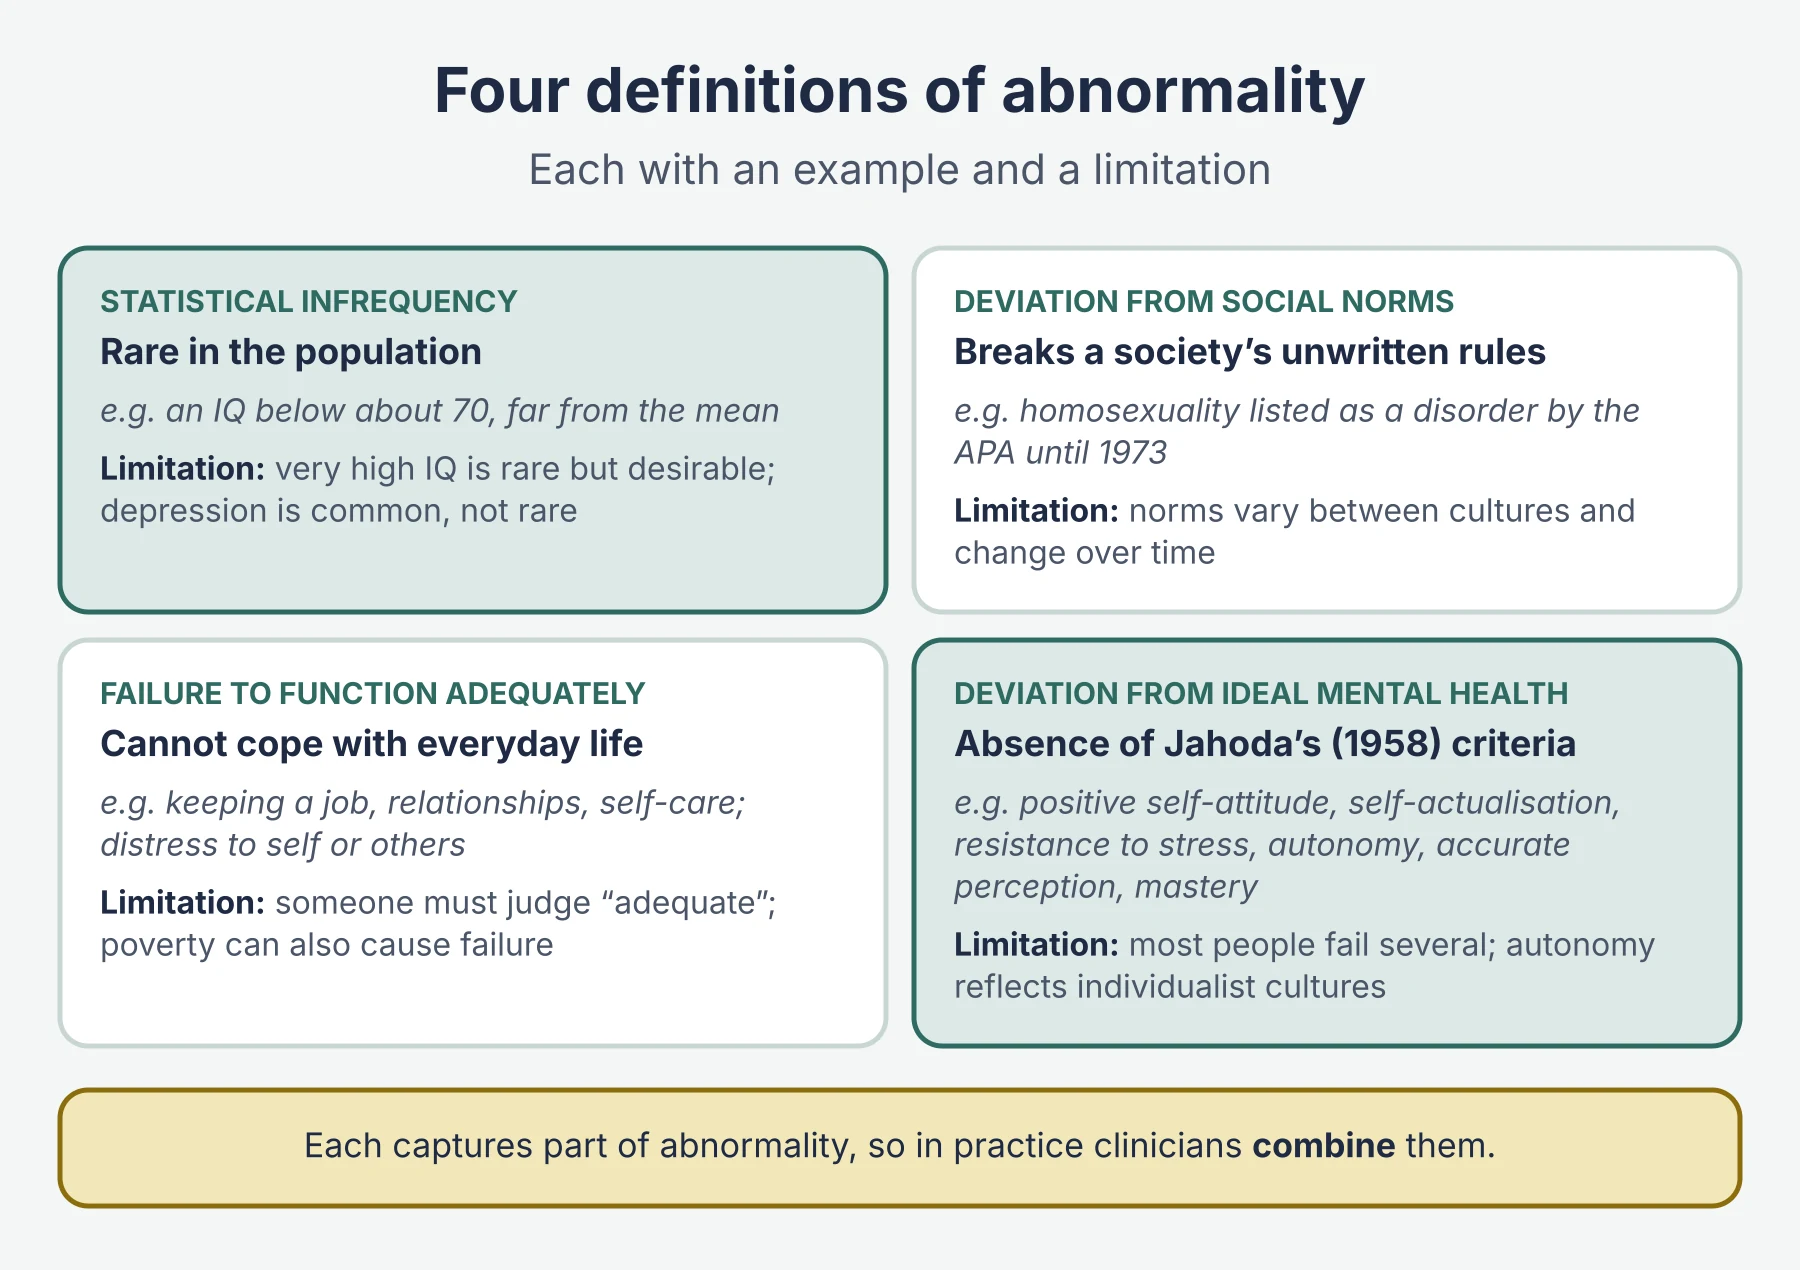 Four definitions of abnormality
Each with an example and a limitation
STATISTICAL INFREQUENCY
Rare in the population
e.g. an IQ below about 70, far from the mean
Limitation: very high IQ is rare but desirable;
depression is common, not rare
DEVIATION FROM SOCIAL NORMS
Breaks a society’s unwritten rules
e.g. homosexuality listed as a disorder by the
APA until 1973
Limitation: norms vary between cultures and
change over time
FAILURE TO FUNCTION ADEQUATELY
Cannot cope with everyday life
e.g. keeping a job, relationships, self-care;
distress to self or others
Limitation: someone must judge “adequate”;
poverty can also cause failure
DEVIATION FROM IDEAL MENTAL HEALTH
Absence of Jahoda’s (1958) criteria
e.g. positive self-attitude, self-actualisation,
resistance to stress, autonomy, accurate
perception, mastery
Limitation: most people fail several; autonomy
reflects individualist cultures
Each captures part of abnormality, so in practice clinicians combine them.